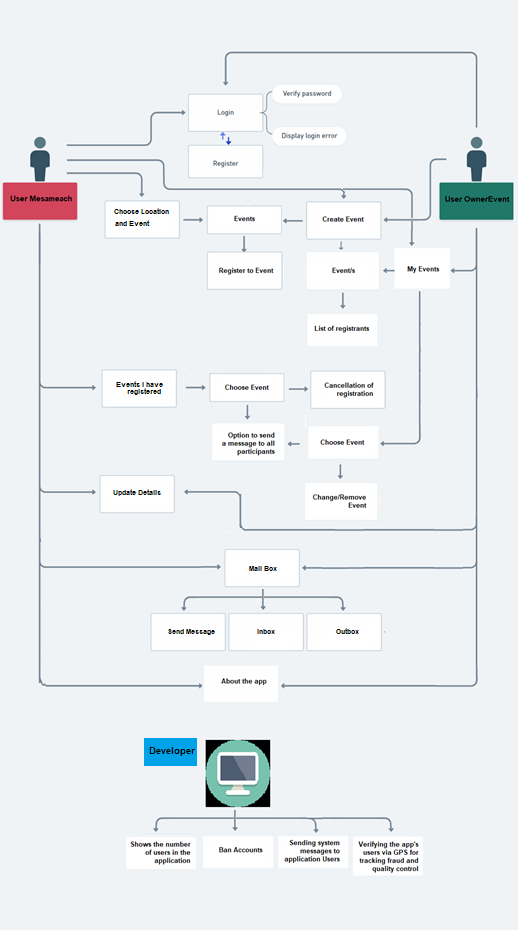 Verify password
Login
Display login error
Register
User Mesameach
User OwnerEvent
Choose Location
and Event
Events
Create Event
Register to Event
Event/s
My Events
List of registrants
Events I have
registered
Choose Event
Cancellation of
registration
Option to send
a message to all
participants
Choose Event
Update Details
Change/Remove
Event
Mail Box
Send Message
Inbox
Outbox
About the app
Developer
Shows the number
of users in the
application
Ban Accounts
Sending system
messages to
application Users
Verifying the app's
users via GPS for
tracking fraud and
quality control